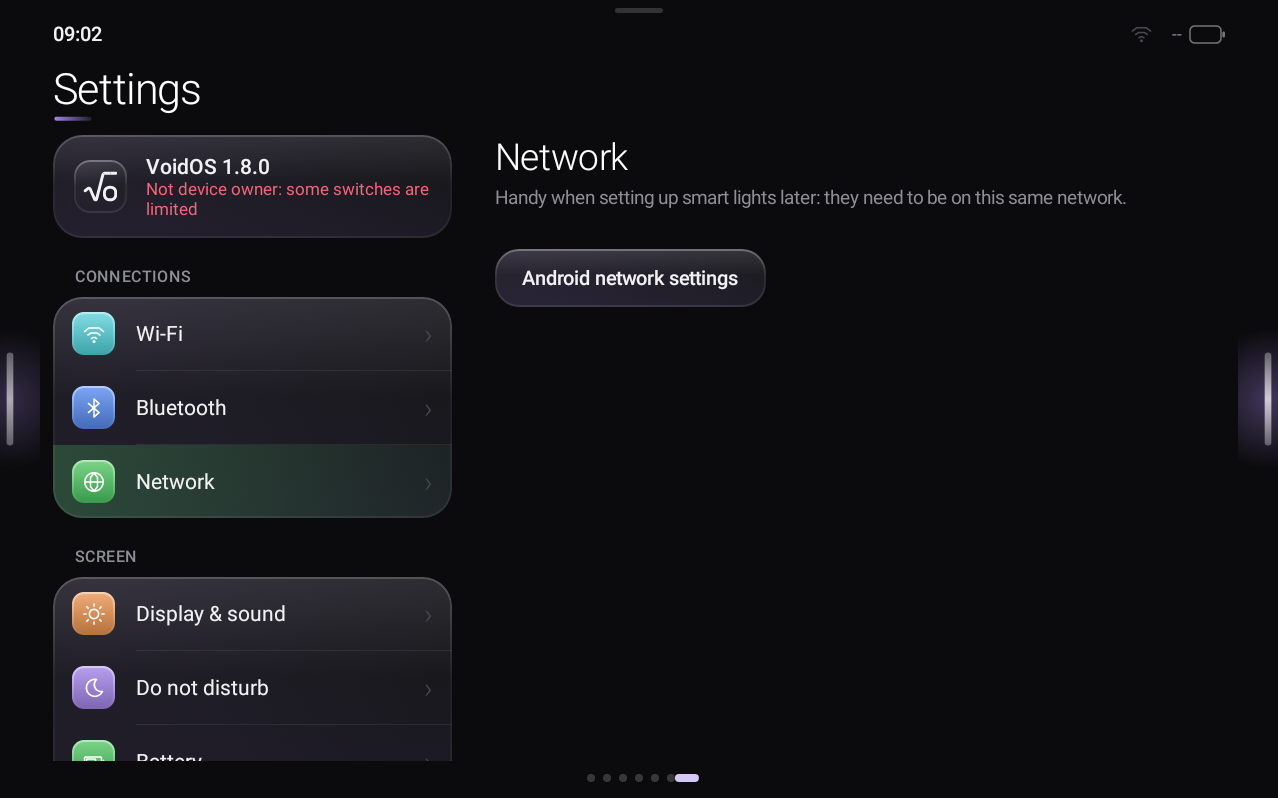 09:02
--
Settings
VoidOS 1.8.0
Not device owner: some switches are
limited
CONNECTIONS
Wi-Fi
Bluetooth
Network
SCREEN
Display & sound
Do not disturb
Battery
Network
Handy when setting up smart lights later: they need to be on this same network.
Android network settings